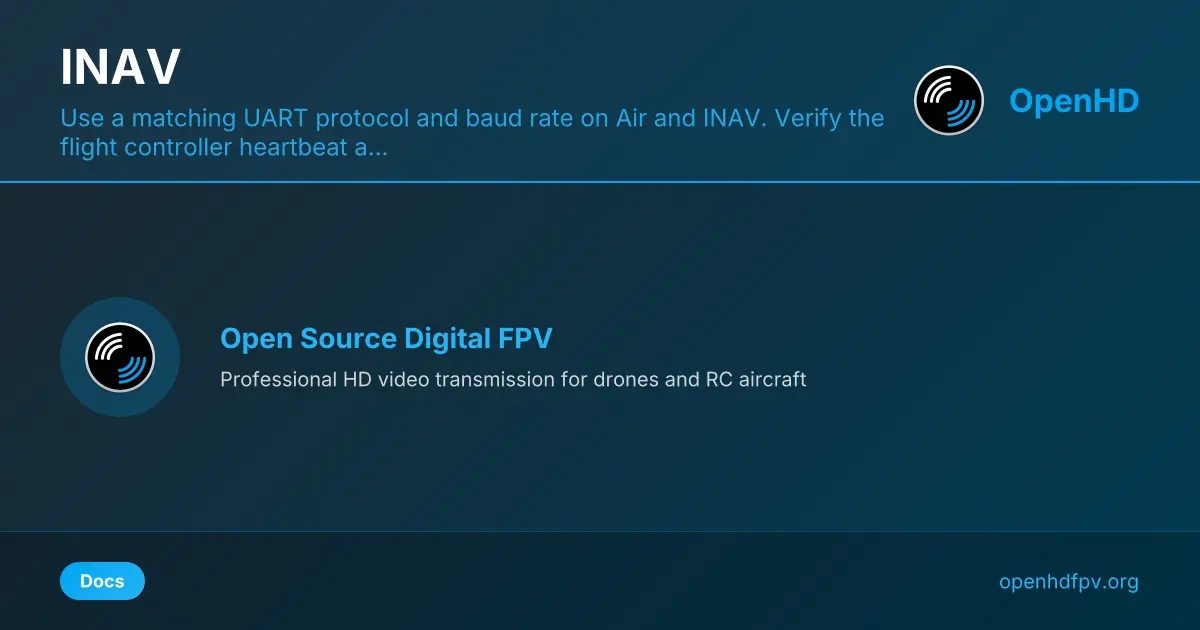 INAV
Use a matching UART protocol and baud rate on Air and INAV. Verify the
flight controller heartbeat a...
OpenHD
Open Source Digital FPV
Professional HD video transmission for drones and RC aircraft
Docs
openhdfpv.org